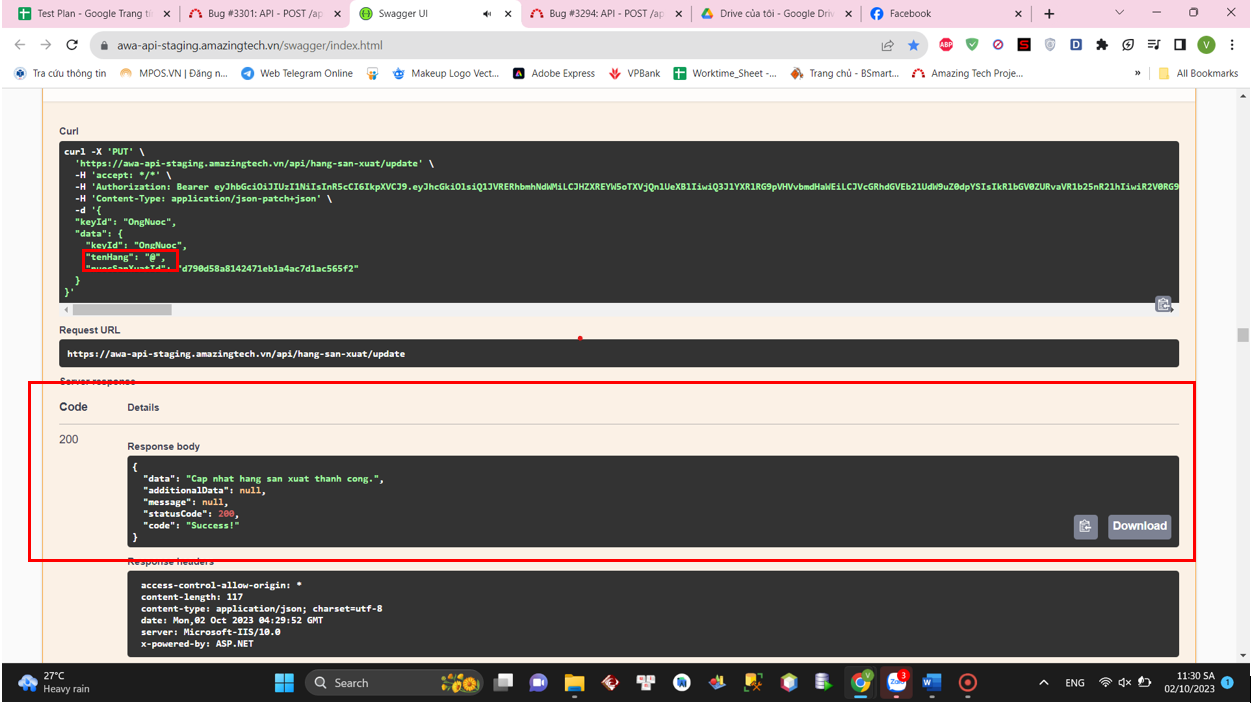 Test Plan - Google Trang tí
Bug #3301: API - POST /ap
Swagger UI
Bug #3294: API - POST /ap
Drive của tôi - Google Driv
Facebook
awa-api-staging.amazingtech.vn/swagger/index.html
ABP
S
D
V
Tra cứu thông tin
MPOS.VN | Đăng n...
Web Telegram Online
Makeup Logo Vect...
Adobe Express
VPBank
Worktime_Sheet -...
Trang chủ - BSmart...
Amazing Tech Proje...
»
All Bookmarks
Curl
curl -X 'PUT' \
'https://awa-api-staging.amazingtech.vn/api/hang-san-xuat/update' \
-H 'accept: */*' \
-H 'Authorization: Bearer
-H 'Content-Type: application/json-patch+json' \
-d '{
"keyId": "OngNuoc",
"data": {
"keyId": "OngNuoc",
"tenHang": "@",
"nuocSanXuatId": "d790d58a8142471eb1a4ac7d1ac565f2"
}
}'
Request URL
https://awa-api-staging.amazingtech.vn/api/hang-san-xuat/update
Server response
Code
Details
200
Response body
{
"data": "Cap nhat hang san xuat thanh cong.",
"additionalData": null,
"message": null,
"statusCode": 200,
"code": "Success!"
}
Download
Response headers
access-control-allow-origin: *
content-length: 117
content-type: application/json; charset=utf-8
date: Mon,02 Oct 2023 04:29:52 GMT
server: Microsoft-IIS/10.0
x-powered-by: ASP.NET
27°C
Heavy rain
Search
V
Zalo
3
W
ENG
11:30 SA
02/10/2023
1